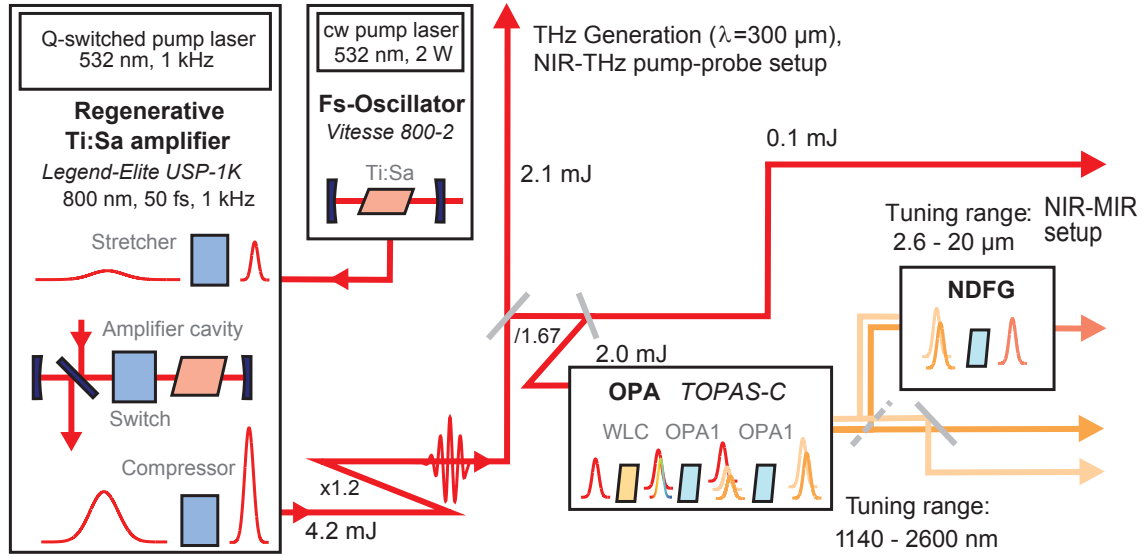 Q-switched pump laser
532 nm, 1 kHz
Regenerative
Ti:Sa amplifier
Legend-Elite USP-1K
800 nm, 50 fs, 1 kHz
Stretcher
Amplifier cavity
Switch
Compressor
cw pump laser
532 nm, 2 W
Fs-Oscillator
Vitesse 800-2
Ti:Sa
x1.2
4.2 mJ
THz Generation (λ=300 µm),
NIR-THz pump-probe setup
2.1 mJ
0.1 mJ
/1.67
2.0 mJ
OPA TOPAS-C
WLC OPA1 OPA1
Tuning range:
2.6 - 20 µm
NIR-MIR
setup
NDFG
Tuning range:
1140 - 2600 nm